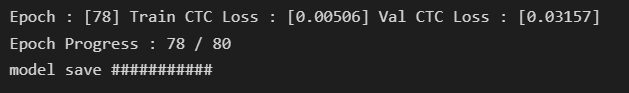 Epoch : [78] Train CTC Loss : [0.00506] Val CTC Loss : [0.03157]
Epoch Progress : 78 / 80
model save ###########